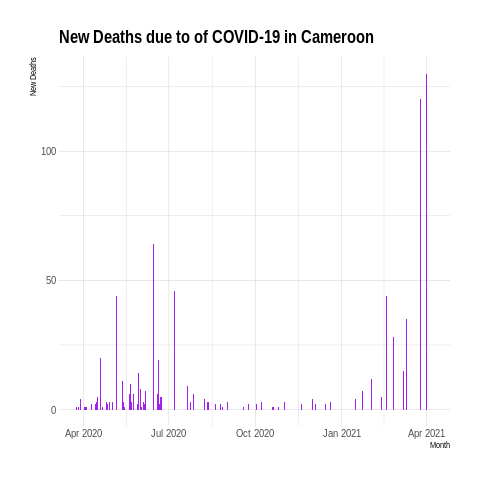 New Deaths due to of COVID-19 in Cameroon
New Deaths
100
50
0
Apr 2020 Jul 2020 Oct 2020 Jan 2021 Apr 2021
Month